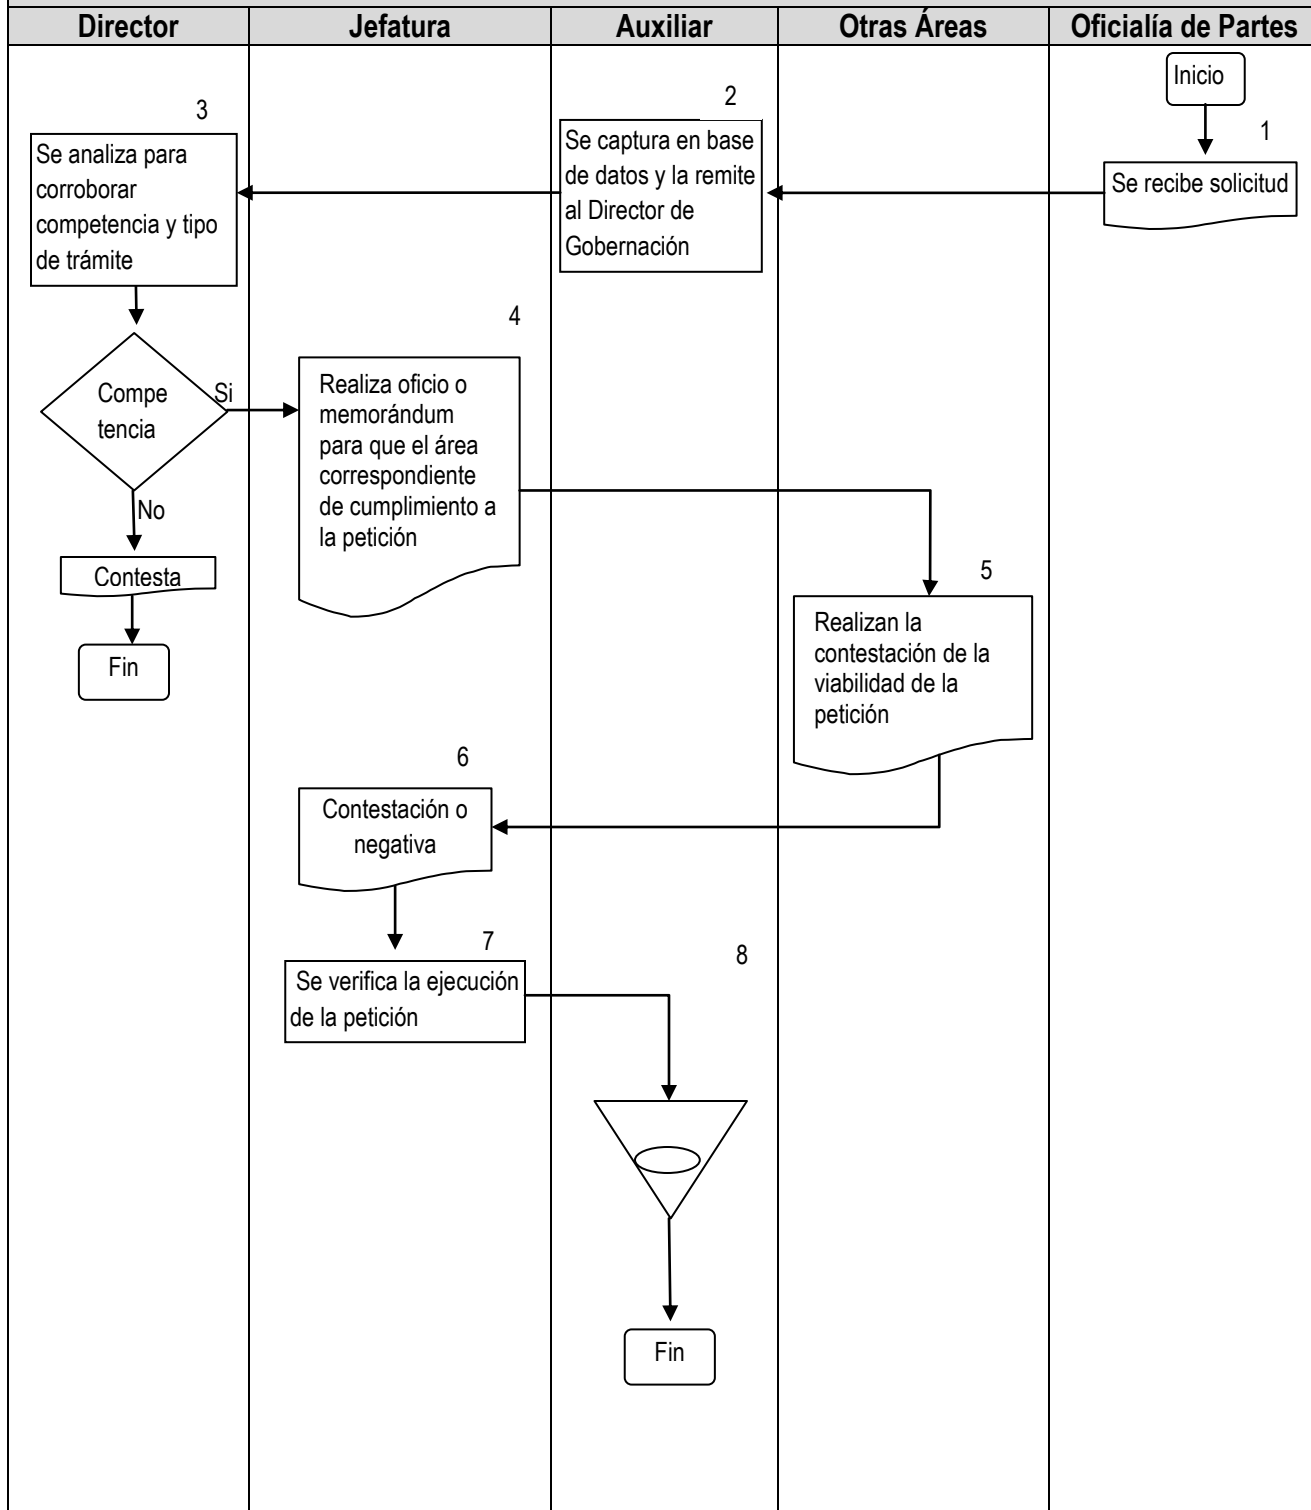 Director
Jefatura
Auxiliar
Otras Áreas
Oficialía de Partes
Inicio
1
Se recibe solicitud
2
Se captura en base
de datos y la remite
al Director de
Gobernación
3
Se analiza para
corroborar
competencia y tipo
de trámite
Compe
tencia
Si
No
Contesta
Fin
4
Realiza oficio o
memorándum
para que el área
correspondiente
de cumplimiento a
la petición
5
Realizan la
contestación de la
viabilidad de la
petición
6
Contestación o
negativa
7
Se verifica la ejecución
de la petición
8
Fin